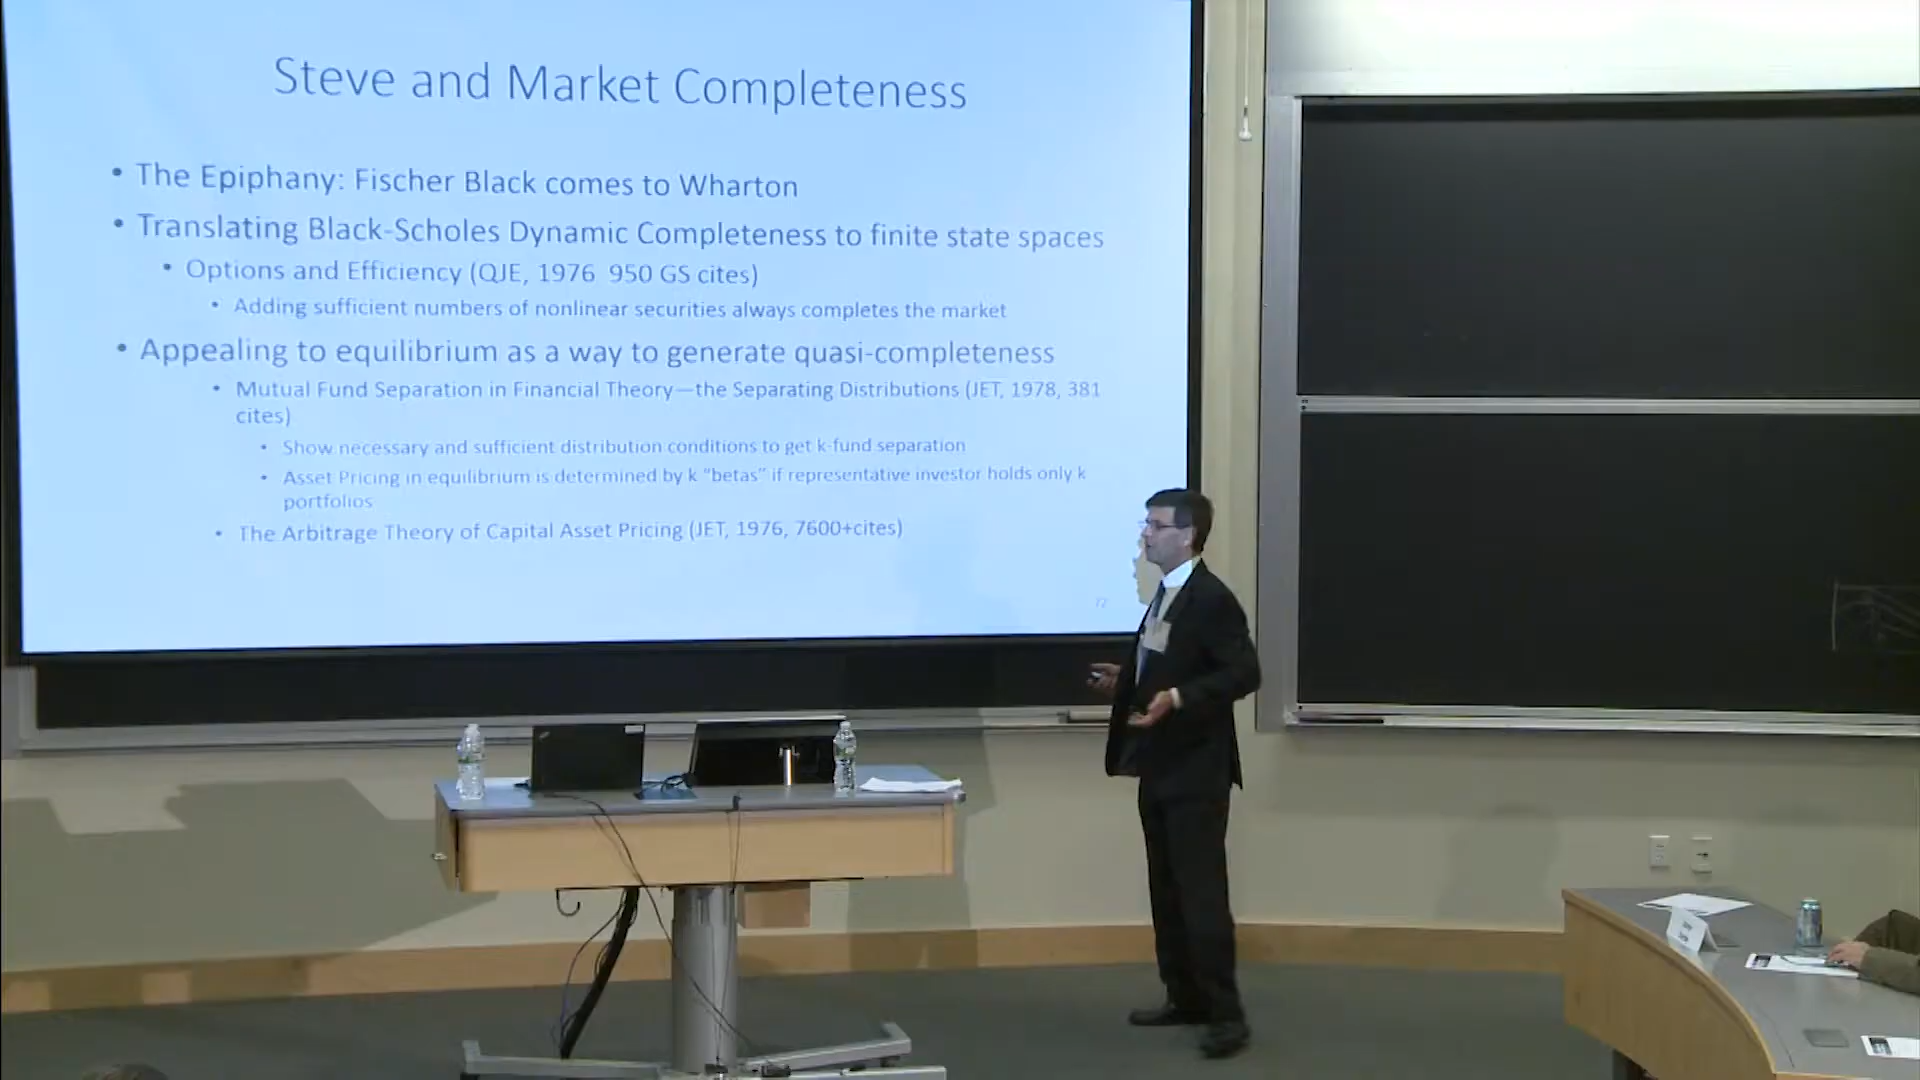 Steve and Market Completeness
• The Epiphany: Fischer Black comes to Wharton
• Translating Black-Scholes Dynamic Completeness to finite state spaces
• Options and Efficiency (QJE, 1976 950 GS cites)
• Adding sufficient numbers of nonlinear securities always completes the market
• Appealing to equilibrium as a way to generate quasi-completeness
• Mutual Fund Separation in Financial Theory—the Separating Distributions (JET, 1978, 381
cites)
• Show necessary and sufficient distribution conditions to get k-fund separation
• Asset Pricing in equilibrium is determined by k "betas" if representative investor holds only k
portfolios
• The Arbitrage Theory of Capital Asset Pricing (JET, 1976, 7600+cites)